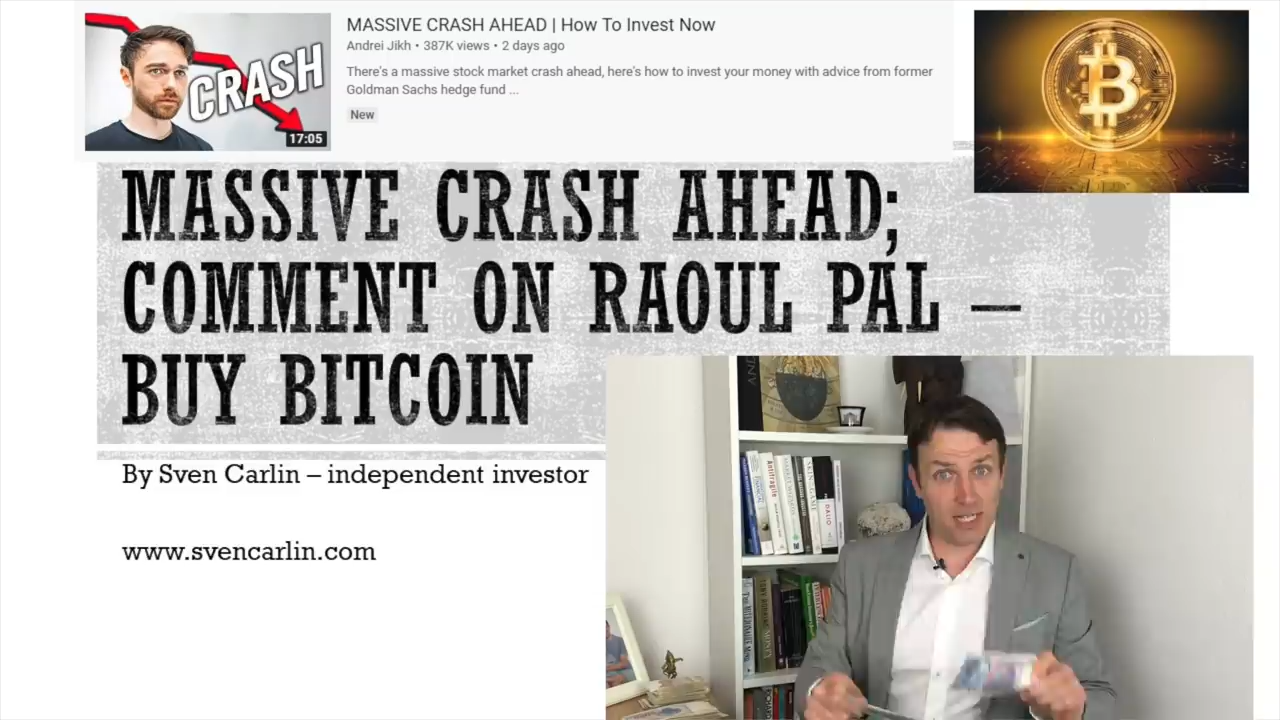 MASSIVE CRASH AHEAD | How To Invest Now
Andrei Jikh • 387K views • 2 days ago
There's a massive stock market crash ahead, here's how to invest your money with advice from former
Goldman Sachs hedge fund ...
New
CRASH
17:05
MASSIVE CRASH AHEAD;
COMMENT ON RAOUL PAL –
BUY BITCOIN
By Sven Carlin – independent investor
www.svencarlin.com
Antifragile
DALIO